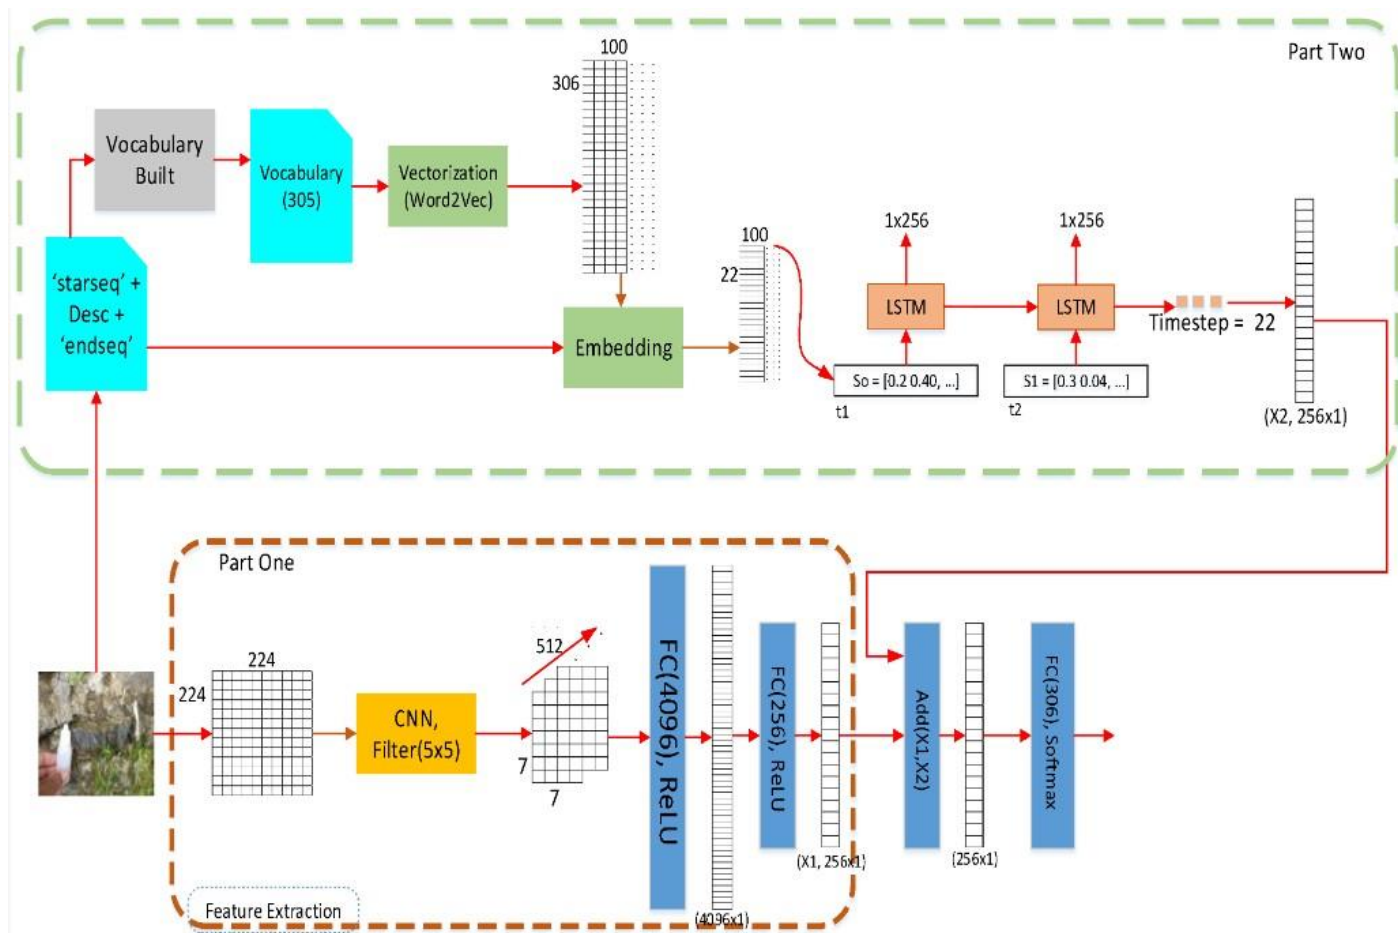 Part Two
100
306
Vocabulary
Built
Vocabulary
(305)
Vectorization
(Word2Vec)
'starseq' +
Desc +
'endseq'
Embedding
100
22
1x256
1x256
LSTM
LSTM
Timestep = 22
So = [0.2 0.40, ...]
S1 = [0.3 0.04, ...]
t1
t2
(X2, 256x1)
Part One
224
224
CNN,
Filter(5x5)
512
7
7
FC(4096), ReLU
(4096x1)
FC(256), ReLU
(X1, 256x1)
Add(X1,X2)
(256x1)
FC(306), Softmax
Feature Extraction